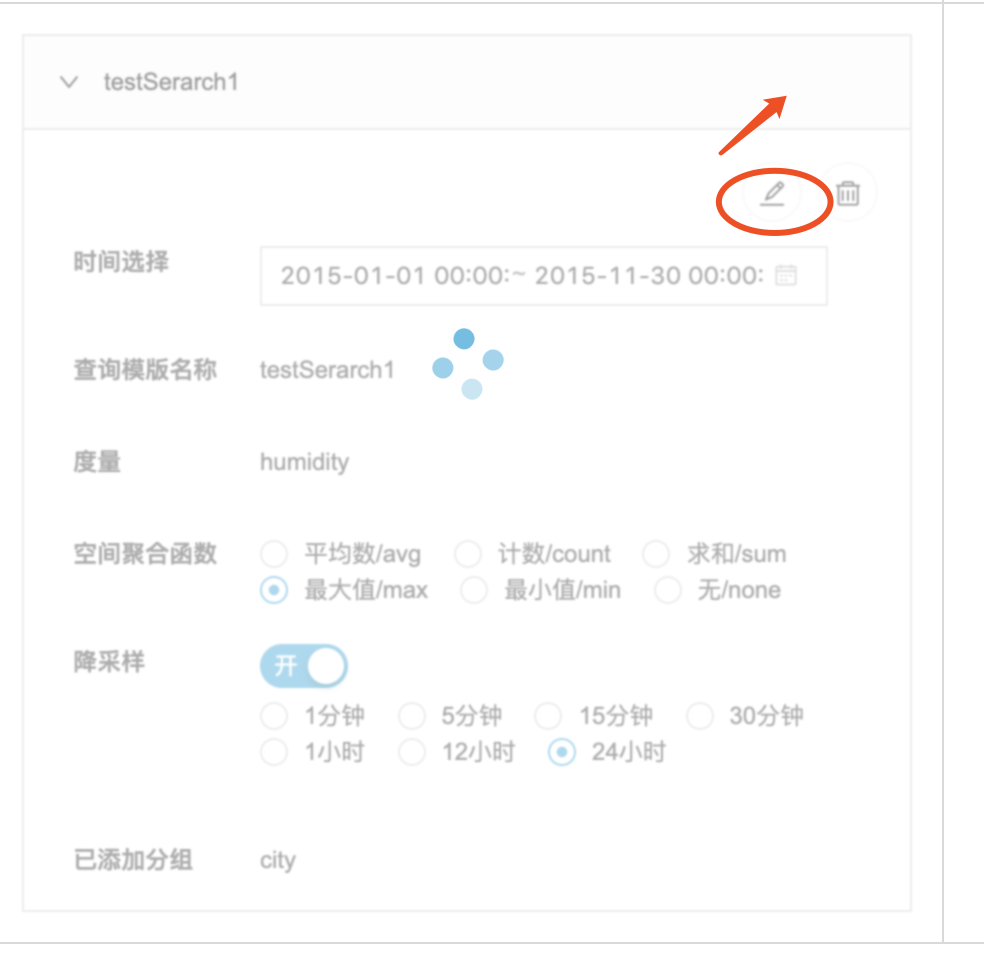 testSerarch1
时间选择 2015-01-01 00:00:~ 2015-11-30 00:00:
查询模版名称 testSerarch1
度量 humidity
空间聚合函数 平均数/avg 计数/count 求和/sum
最大值/max 最小值/min 无/none
降采样 开
1分钟 5分钟 15分钟 30分钟
1小时 12小时 24小时
已添加分组 city